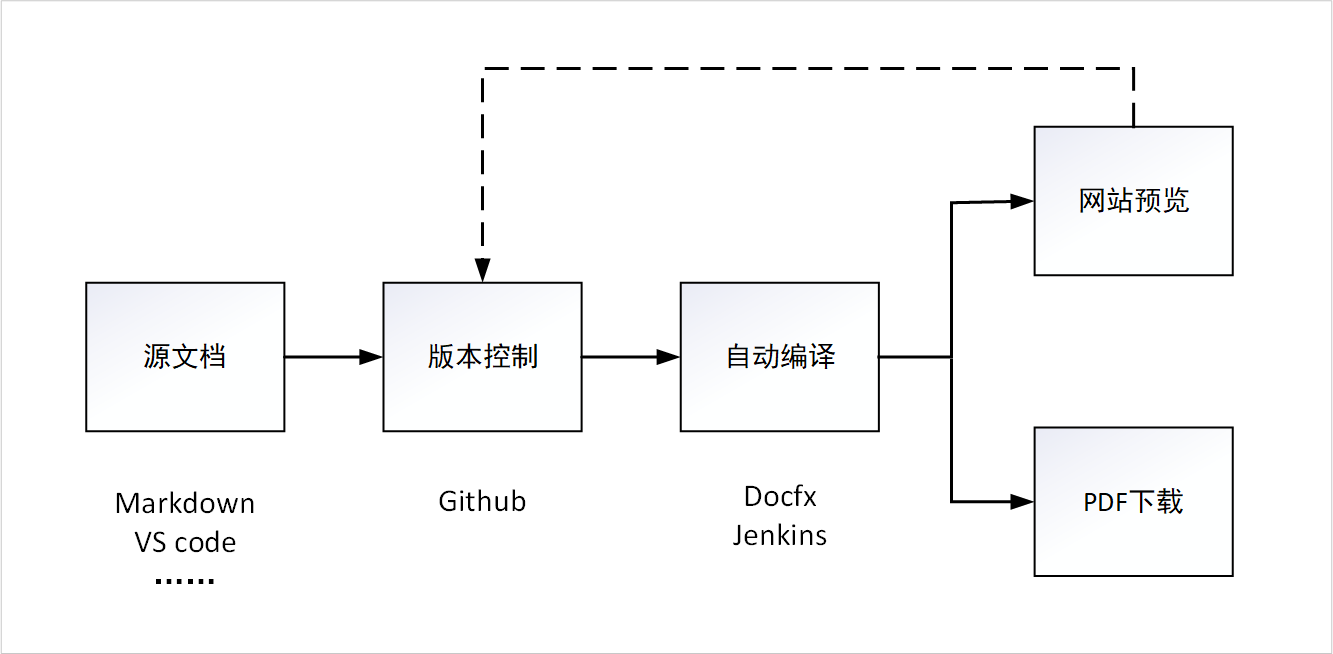 网站预览
源文档
版本控制
自动编译
PDF下载
Markdown
VS code
......
Github
Docfx
Jenkins